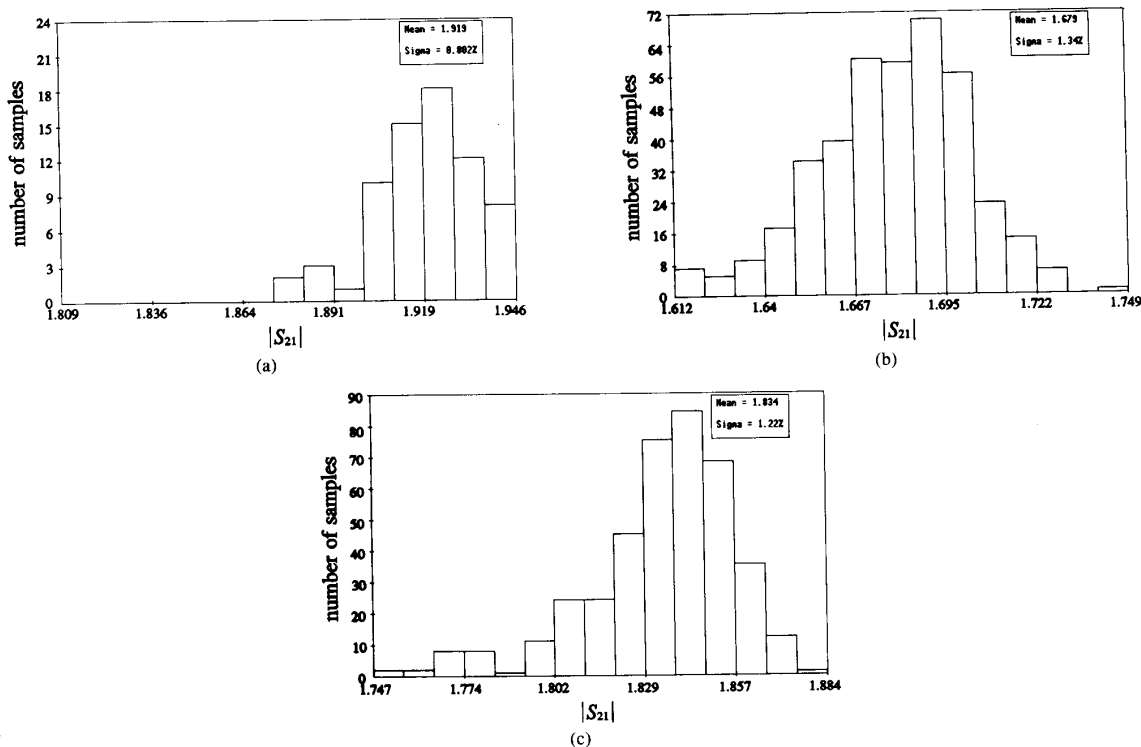 24
21
18
15
12
9
6
3
0
number of samples
Mean = 1.919
Sigma = 0.802%
1.809 1.836 1.864 1.891 1.919 1.946
|S21|
(a)
72
64
56
48
40
32
24
16
8
0
number of samples
Mean = 1.679
Sigma = 1.34%
1.612 1.64 1.667 1.695 1.722 1.749
|S21|
(b)
90
80
70
60
50
40
30
20
10
0
number of samples
Mean = 1.834
Sigma = 1.22%
1.747 1.774 1.802 1.829 1.857 1.884
|S21|
(c)